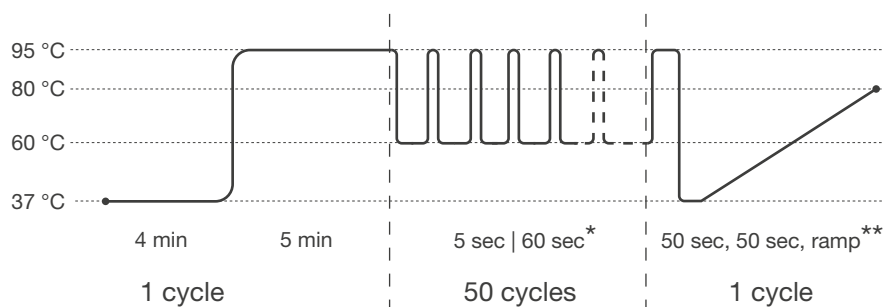 95 °C
80 °C
60 °C
37 °C
4 min 5 min 5 sec | 60 sec* 50 sec, 50 sec, ramp**
1 cycle 50 cycles 1 cycle